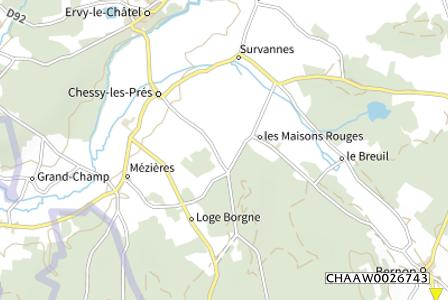 D92
Ervy-le-Châtel
Survannes
Chessy-les-Prés
les Maisons Rouges
le Breuil
Mézières
Grand-Champ
Loge Borgne
CHAAW0026743